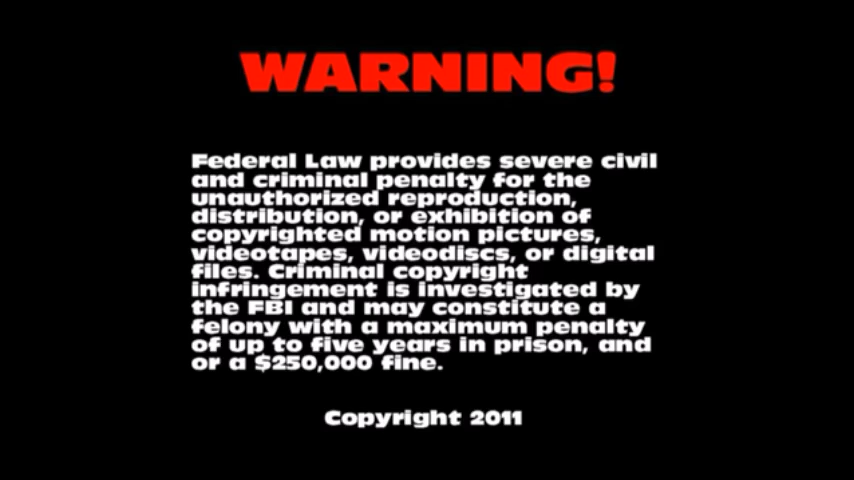 WARNING!
Federal Law provides severe civil
and criminal penalty for the
unauthorized reproduction,
distribution, or exhibition of
copyrighted motion pictures,
videotapes, videodiscs, or digital
files. Criminal copyright
infringement is investigated by
the FBI and may constitute a
felony with a maximum penalty
of up to five years in prison, and
or a $250,000 fine.
Copyright 2011